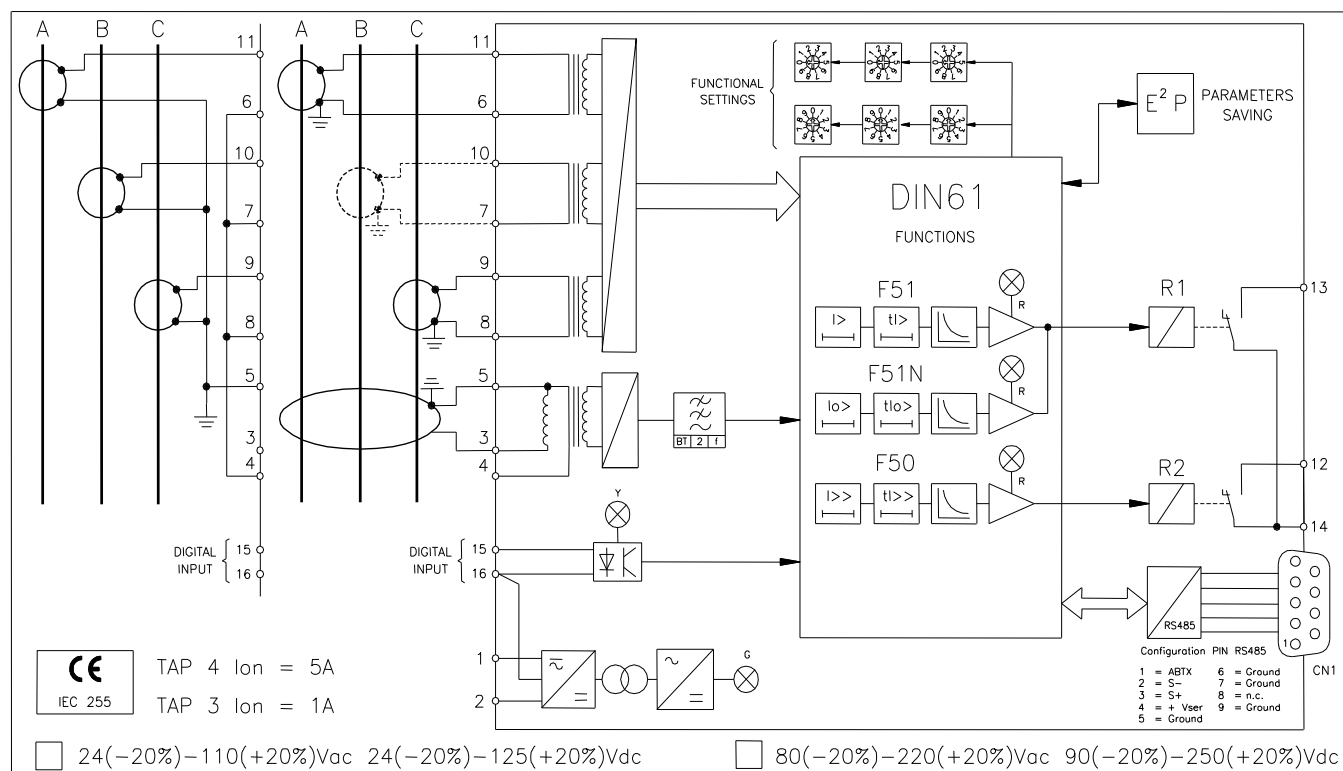 A B C
11
6
10
7
9
8
5
3
4
DIGITAL INPUT
15
16
A B C
11
6
10
7
9
8
5
3
4
DIGITAL INPUT
15
16
1
2
FUNCTIONAL
SETTINGS
E² P
PARAMETERS
SAVING
DIN61
FUNCTIONS
F51
I> tI>
R
F51N
Io> tIo>
R
F50
I>> tI>>
R
BT 2 f
Y
G
R1
13
R2
12
14
RS485
1
CN1
Configuration PIN RS485
1 = ABTX 6 = Ground
2 = S- 7 = Ground
3 = S+ 8 = n.c.
4 = + Vser 9 = Ground
5 = Ground
CE
IEC 255
TAP 4 Ion = 5A
TAP 3 Ion = 1A
24(-20%)-110(+20%)Vac 24(-20%)-125(+20%)Vdc
80(-20%)-220(+20%)Vac 90(-20%)-250(+20%)Vdc